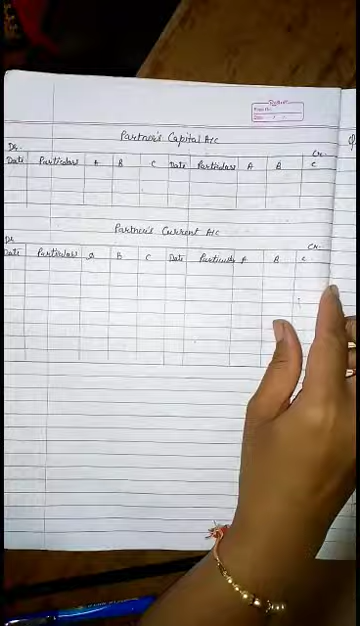 Partner's Capital A/C
Dr. Cr.
Date Particulars A B C Date Particulars A B C
Partner's Current A/C
Dr Cr.
Date Particulars A B C Date Particulars A B C